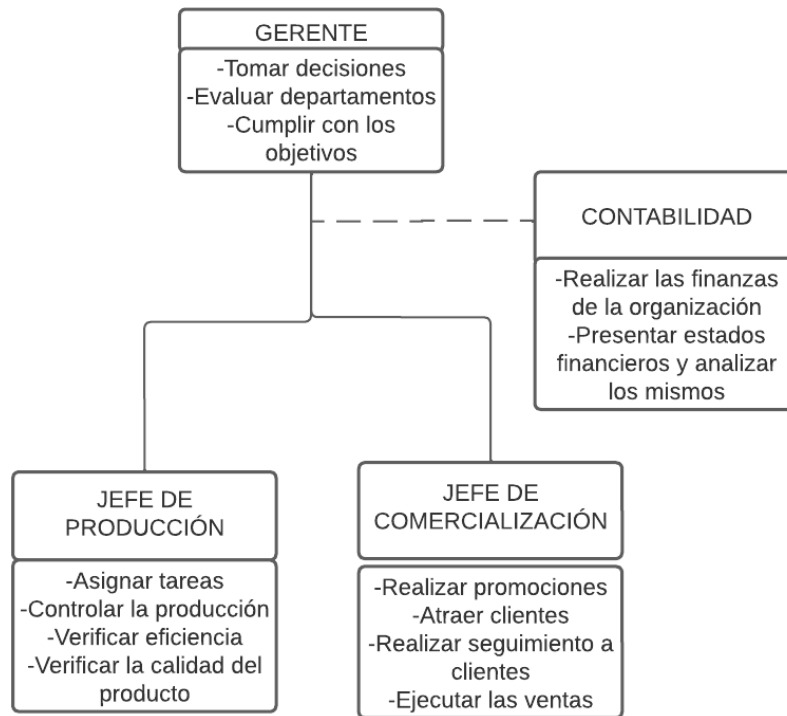 GERENTE
-Tomar decisiones
-Evaluar departamentos
-Cumplir con los
objetivos
CONTABILIDAD
-Realizar las finanzas
de la organización
-Presentar estados
financieros y analizar
los mismos
JEFE DE
PRODUCCIÓN
-Asignar tareas
-Controlar la producción
-Verificar eficiencia
-Verificar la calidad del
producto
JEFE DE
COMERCIALIZACIÓN
-Realizar promociones
-Atraer clientes
-Realizar seguimiento a
clientes
-Ejecutar las ventas